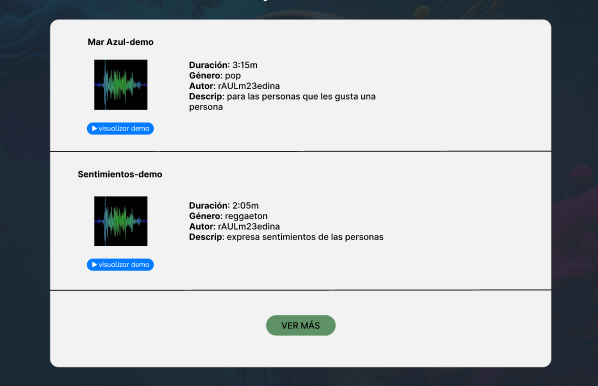 Mar Azul-demo
Duración: 3:15m
Género: pop
Autor: rAULm23edina
Descrip: para las personas que les gusta una
persona
visualizar demo
Sentimientos-demo
Duración: 2:05m
Género: reggaeton
Autor: rAULm23edina
Descrip: expresa sentimientos de las personas
visualizar demo
VER MÁS